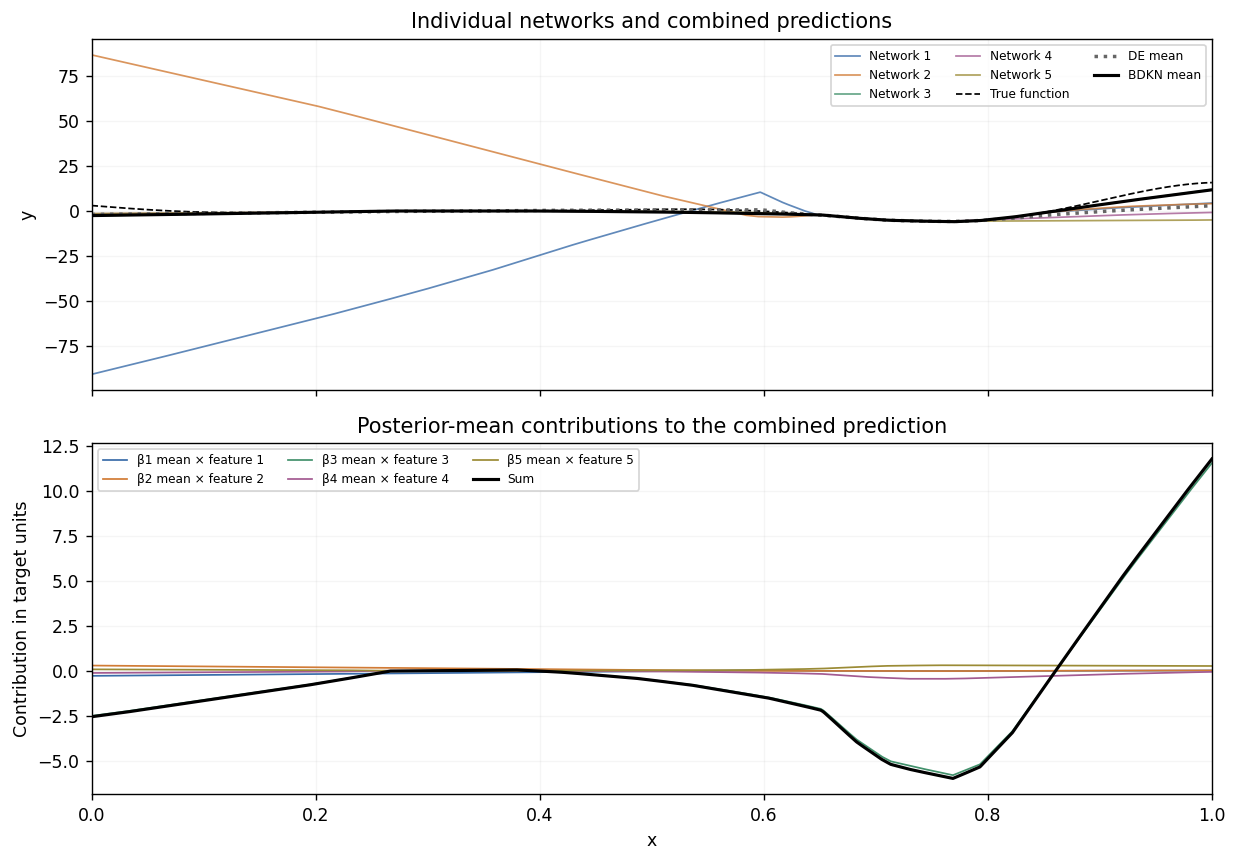 Individual networks and combined predictions
Network 1 Network 4 DE mean
Network 2 Network 5 BDKN mean
Network 3 True function
75
50
25
0
−25
−50
−75
y
Posterior-mean contributions to the combined prediction
β1 mean × feature 1 β3 mean × feature 3 β5 mean × feature 5
β2 mean × feature 2 β4 mean × feature 4 Sum
12.5
10.0
7.5
5.0
2.5
0.0
−2.5
−5.0
Contribution in target units
0.0 0.2 0.4 0.6 0.8 1.0
x